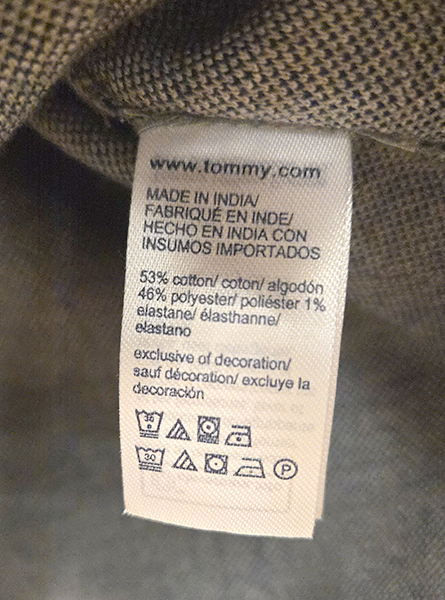 www.tommy.com
MADE IN INDIA/
FABRIQUÉ EN INDE/
HECHO EN INDIA CON
INSUMOS IMPORTADOS
53% cotton/ coton/ algodón
46% polyester/ poliéster 1%
elastane/ élasthanne/
elastano
exclusive of decoration/
sauf décoration/ excluye la
decoración
30
30 P